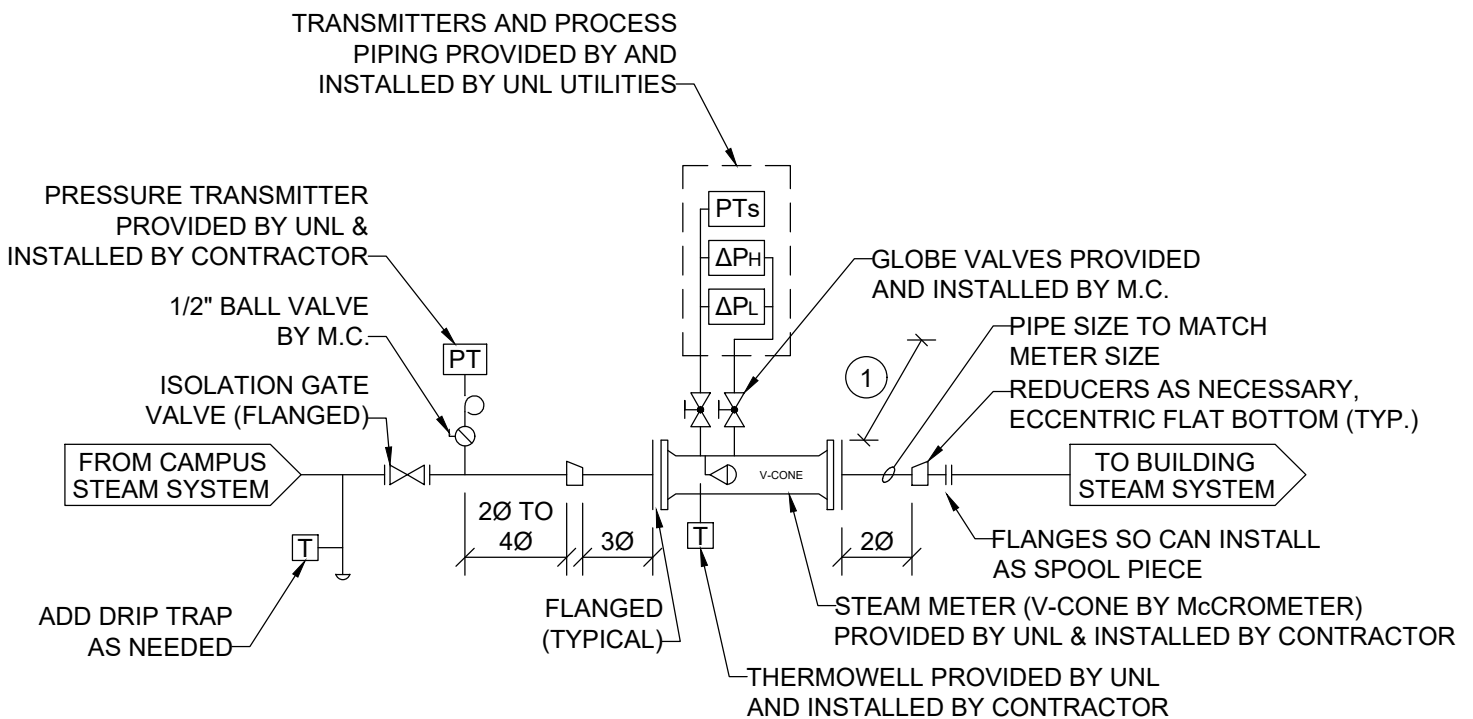 TRANSMITTERS AND PROCESS
PIPING PROVIDED BY AND
INSTALLED BY UNL UTILITIES
PRESSURE TRANSMITTER
PROVIDED BY UNL &
INSTALLED BY CONTRACTOR
PTs
ΔPH
ΔPL
GLOBE VALVES PROVIDED
AND INSTALLED BY M.C.
1/2" BALL VALVE
BY M.C.
PT
PIPE SIZE TO MATCH
METER SIZE
1
ISOLATION GATE
VALVE (FLANGED)
REDUCERS AS NECESSARY,
ECCENTRIC FLAT BOTTOM (TYP.)
FROM CAMPUS
STEAM SYSTEM
V-CONE
TO BUILDING
STEAM SYSTEM
2Ø TO
4Ø
3Ø
2Ø
T
T
FLANGES SO CAN INSTALL
AS SPOOL PIECE
ADD DRIP TRAP
AS NEEDED
FLANGED
(TYPICAL)
STEAM METER (V-CONE BY McCROMETER)
PROVIDED BY UNL & INSTALLED BY CONTRACTOR
THERMOWELL PROVIDED BY UNL
AND INSTALLED BY CONTRACTOR